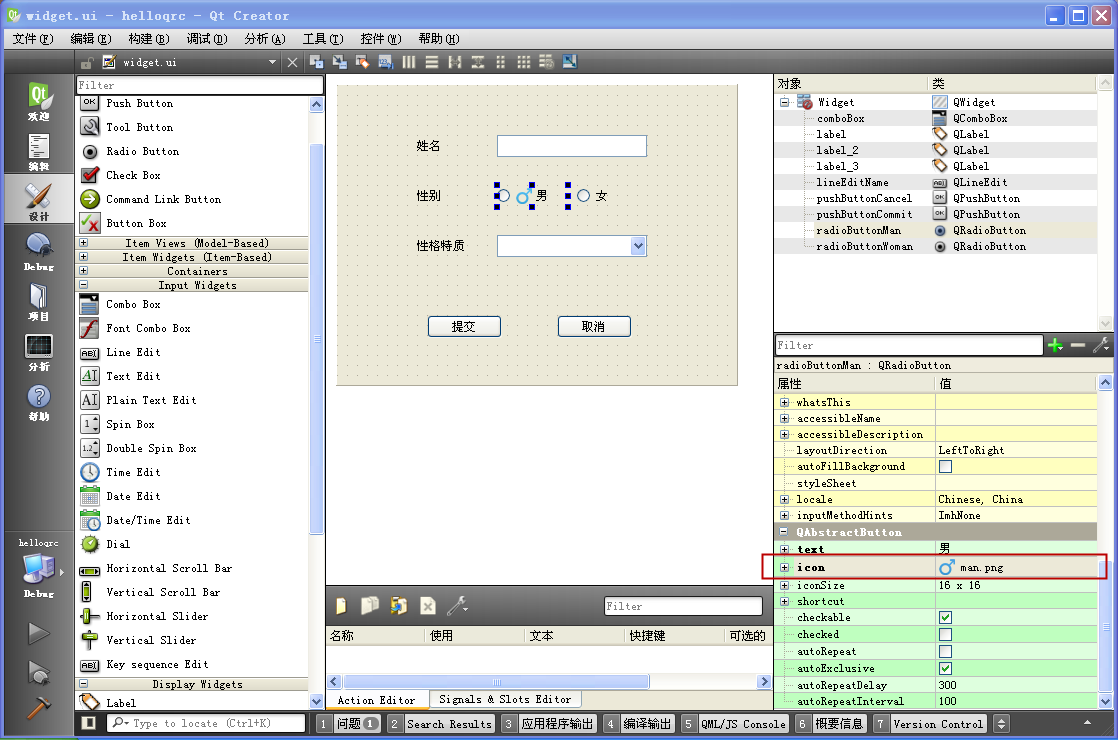 widget.ui - helloqrc - Qt Creator
文件(F) 编辑(E) 构建(B) 调试(D) 分析(A) 工具(T) 控件(W) 帮助(H)
widget.ui
Qt
欢迎
编辑
设计
Debug
项目
分析
帮助
helloqrc
Debug
Filter
Push Button
Tool Button
Radio Button
Check Box
Command Link Button
Button Box
Item Views (Model-Based)
Item Widgets (Item-Based)
Containers
Input Widgets
Combo Box
Font Combo Box
Line Edit
Text Edit
Plain Text Edit
Spin Box
Double Spin Box
Time Edit
Date Edit
Date/Time Edit
Dial
Horizontal Scroll Bar
Vertical Scroll Bar
Horizontal Slider
Vertical Slider
Key sequence Edit
Display Widgets
Label
姓名
性别 男 女
性格特质
提交 取消
Filter
名称 使用 文本 快捷键 可选的
Action Editor Signals & Slots Editor
对象 类
Widget QWidget
comboBox QComboBox
label QLabel
label_2 QLabel
label_3 QLabel
lineEditName QLineEdit
pushButtonCancel QPushButton
pushButtonCommit QPushButton
radioButtonMan QRadioButton
radioButtonWoman QRadioButton
Filter
radioButtonMan : QRadioButton
属性 值
whatsThis
accessibleName
accessibleDescription
layoutDirection LeftToRight
autoFillBackground
styleSheet
locale Chinese, China
inputMethodHints ImhNone
QAbstractButton
text 男
icon man.png
iconSize 16 x 16
shortcut
checkable
checked
autoRepeat
autoExclusive
autoRepeatDelay 300
autoRepeatInterval 100
Type to locate (Ctrl+K) 1 问题 1 2 Search Results 3 应用程序输出 4 编译输出 5 QML/JS Console 6 概要信息 7 Version Control